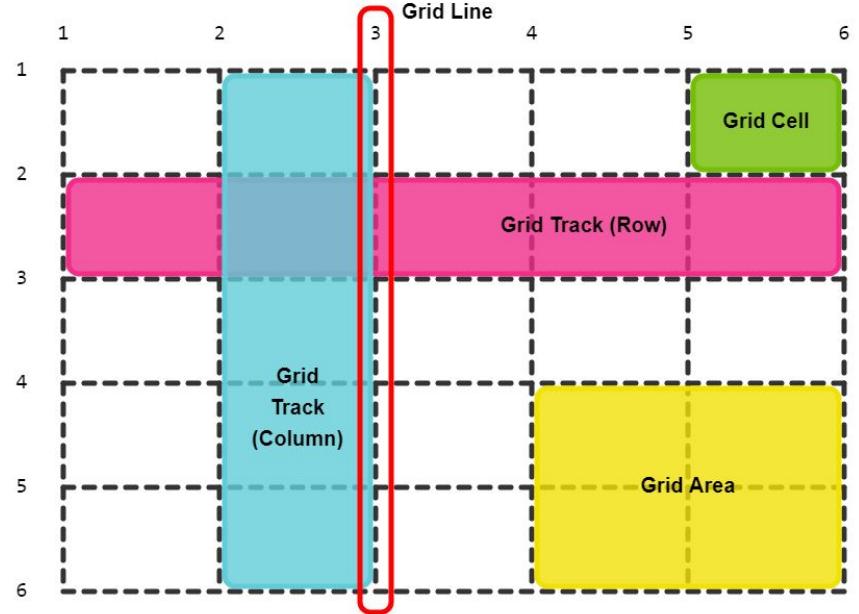 Grid Line
1 2 3 4 5 6
1
Grid Cell
2
Grid Track (Row)
3
4
Grid
Track
(Column)
5
Grid Area
6